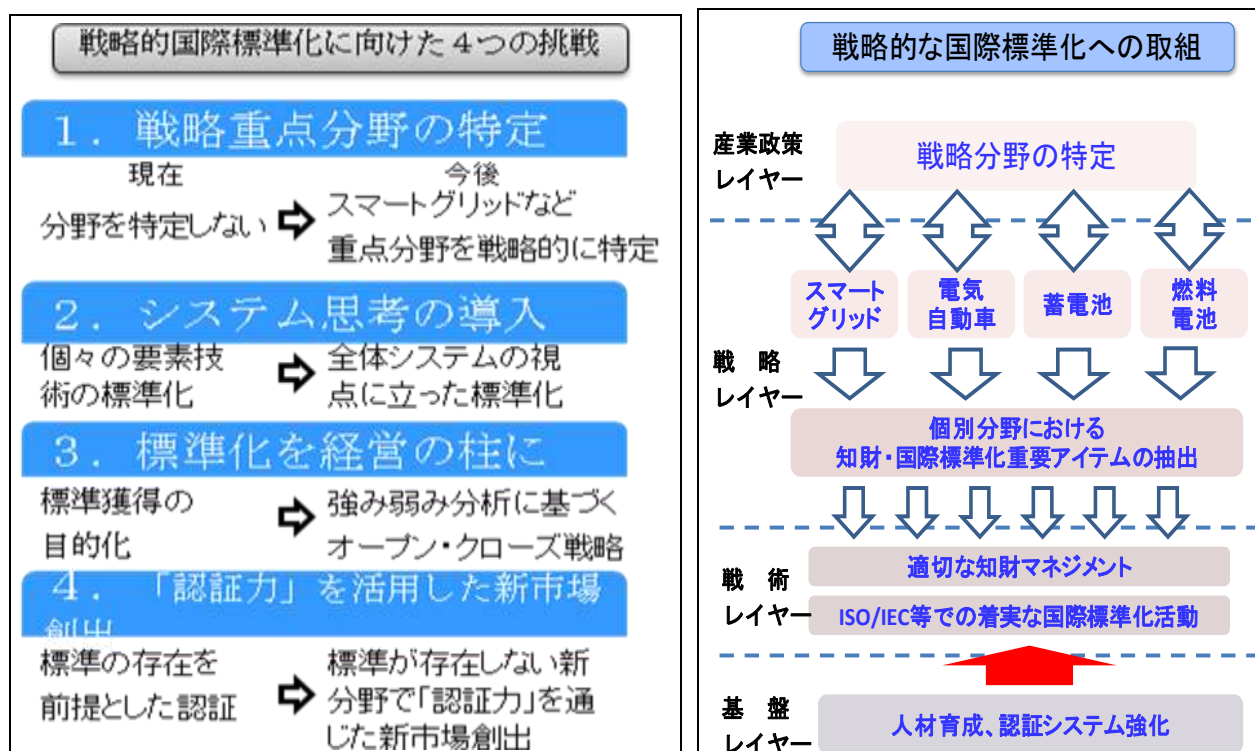 戦略的国際標準化に向けた4つの挑戦
1．戦略重点分野の特定
現在
今後
分野を特定しない
スマートグリッドなど
重点分野を戦略的に特定
2．システム思考の導入
個々の要素技
術の標準化
全体システムの視
点に立った標準化
3．標準化を経営の柱に
標準獲得の
目的化
強み弱み分析に基づく
オープン・クローズ戦略
4．「認証力」を活用した新市場
創出
標準の存在を
前提とした認証
標準が存在しない新
分野で「認証力」を通
じた新市場創出
戦略的な国際標準化への取組
産業政策
レイヤー
戦略分野の特定
スマート
グリッド
電気
自動車
蓄電池
燃料
電池
戦　略
レイヤー
個別分野における
知財・国際標準化重要アイテムの抽出
戦　術
レイヤー
適切な知財マネジメント
ISO/IEC等での着実な国際標準化活動
基　盤
レイヤー
人材育成、認証システム強化